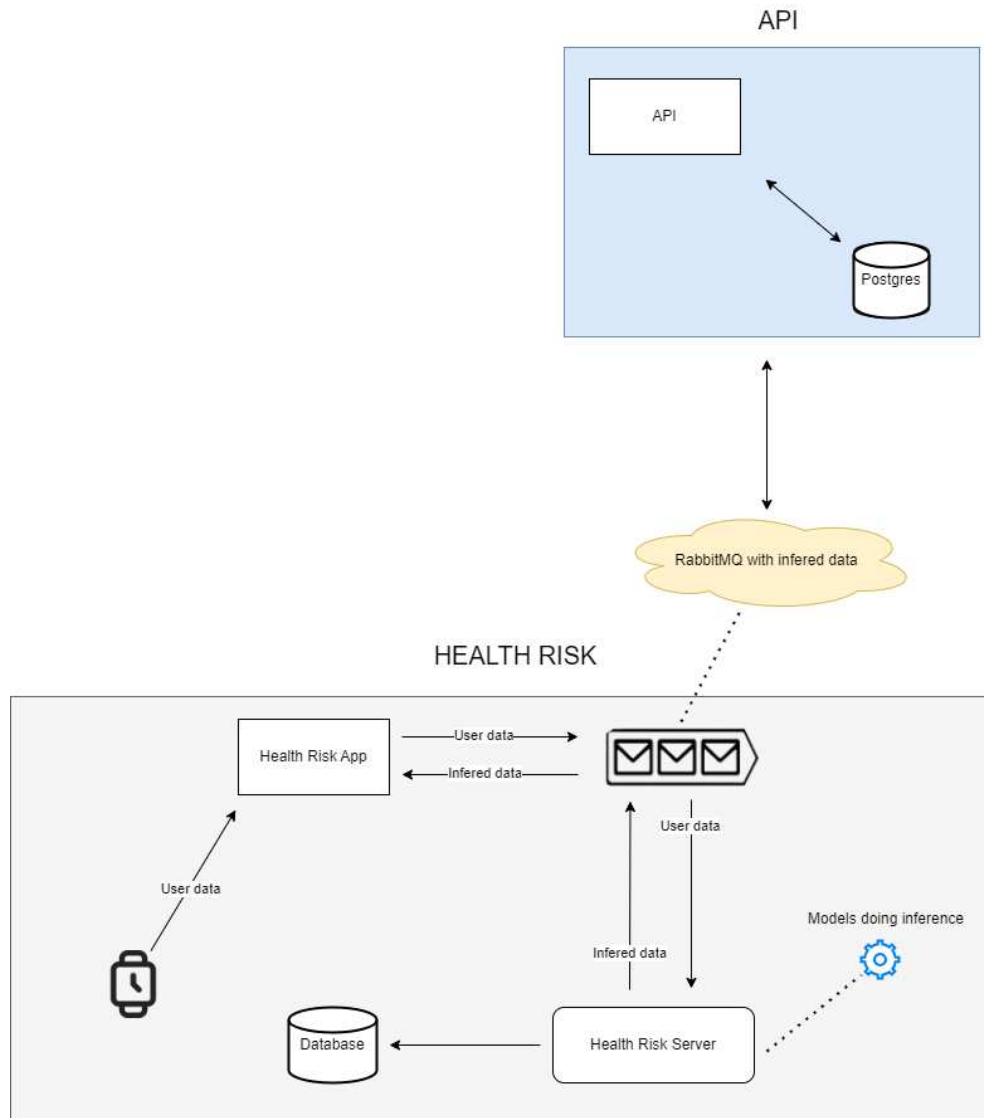 API
API
Postgres
RabbitMQ with infered data
HEALTH RISK
Health Risk App
User data
Infered data
User data
User data
Models doing inference
Infered data
Database
Health Risk Server